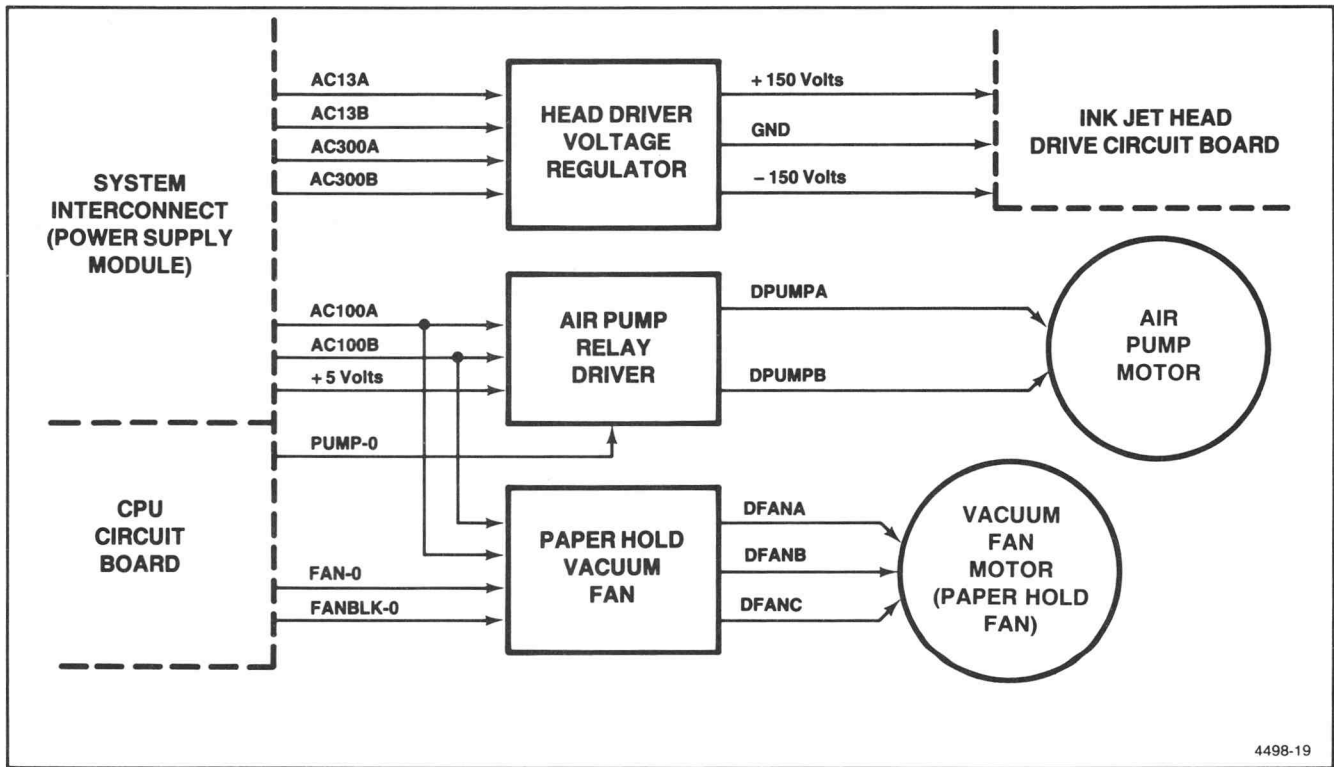 AC13A
AC13B
AC300A
AC300B
SYSTEM
INTERCONNECT
(POWER SUPPLY
MODULE)
HEAD DRIVER
VOLTAGE
REGULATOR
+ 150 Volts
GND
– 150 Volts
INK JET HEAD
DRIVE CIRCUIT BOARD
AC100A
AC100B
+ 5 Volts
AIR PUMP
RELAY
DRIVER
DPUMPA
DPUMPB
AIR
PUMP
MOTOR
PUMP-0
CPU
CIRCUIT
BOARD
FAN-0
FANBLK-0
PAPER HOLD
VACUUM
FAN
DFANA
DFANB
DFANC
VACUUM
FAN
MOTOR
(PAPER HOLD
FAN)
4498-19